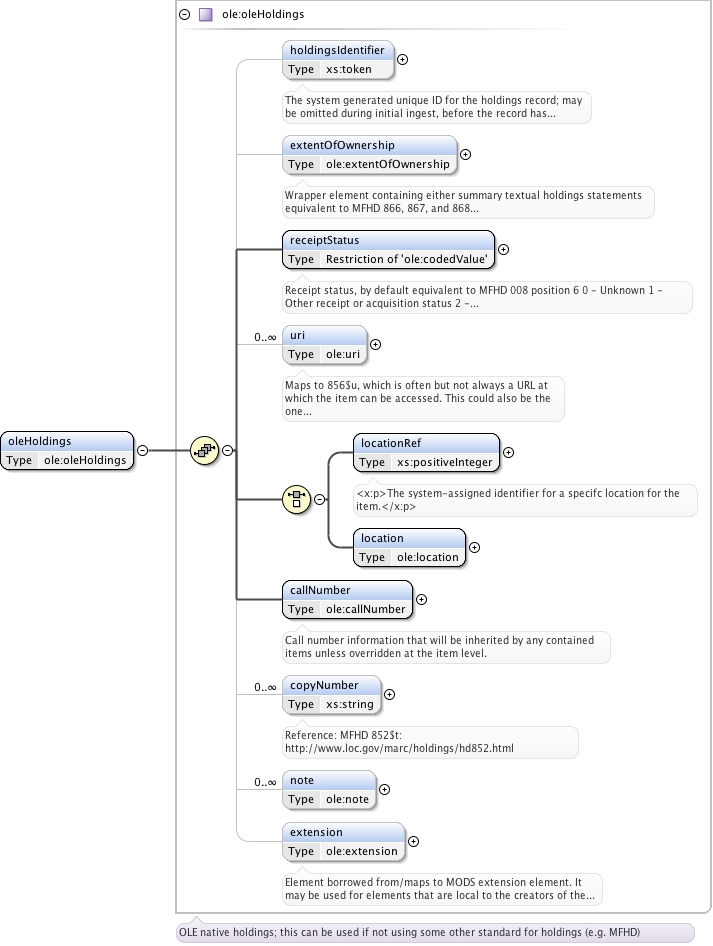 ole:oleHoldings
holdingsIdentifier
Type xs:token
The system generated unique ID for the holdings record; may
be omitted during initial ingest, before the record has...
extentOfOwnership
Type ole:extentOfOwnership
Wrapper element containing either summary textual holdings statements
equivalent to MFHD 866, 867, and 868...
receiptStatus
Type Restriction of 'ole:codedValue'
Receipt status, by default equivalent to MFHD 008 position 6 0 - Unknown 1 -
Other receipt or acquisition status 2 -...
0..∞
uri
Type ole:uri
Maps to 856$u, which is often but not always a URL at
which the item can be accessed. This could also be the
one...
oleHoldings
Type ole:oleHoldings
locationRef
Type xs:positiveInteger
<x:p>The system-assigned identifier for a specifc location for the
item.</x:p>
location
Type ole:location
callNumber
Type ole:callNumber
Call number information that will be inherited by any contained
items unless overridden at the item level.
0..∞
copyNumber
Type xs:string
Reference: MFHD 852$t:
http://www.loc.gov/marc/holdings/hd852.html
0..∞
note
Type ole:note
extension
Type ole:extension
Element borrowed from/maps to MODS extension element. It
may be used for elements that are local to the creators of the...
OLE native holdings; this can be used if not using some other standard for holdings (e.g. MFHD)